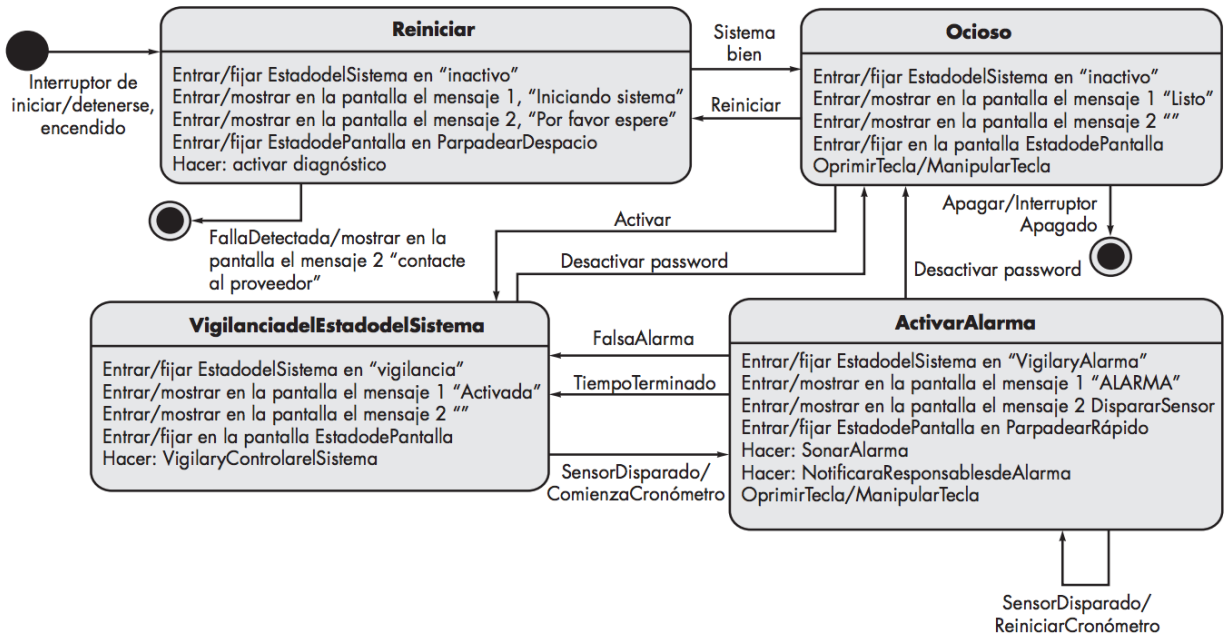 Reiniciar
Entrar/fijar EstadodelSistema en “inactivo”
Entrar/mostrar en la pantalla el mensaje 1, “Iniciando sistema”
Entrar/mostrar en la pantalla el mensaje 2, “Por favor espere”
Entrar/fijar EstadodePantalla en ParpadearDespacio
Hacer: activar diagnóstico
Interruptor de
iniciar/detenerse,
encendido
Sistema
bien
Reiniciar
Ocioso
Entrar/fijar EstadodelSistema en “inactivo”
Entrar/mostrar en la pantalla el mensaje 1 “Listo”
Entrar/mostrar en la pantalla el mensaje 2 “”
Entrar/fijar en la pantalla EstadodePantalla
OprimirTecla/ManipularTecla
FallaDetectada/mostrar en la
pantalla el mensaje 2 “contacte
al proveedor”
Activar
Desactivar password
Apagar/Interruptor
Apagado
Desactivar password
VigilanciadelEstadodelSistema
Entrar/fijar EstadodelSistema en “vigilancia”
Entrar/mostrar en la pantalla el mensaje 1 “Activada”
Entrar/mostrar en la pantalla el mensaje 2 “”
Entrar/fijar en la pantalla EstadodePantalla
Hacer: VigilaryControlarelSistema
FalsaAlarma
TiempoTerminado
SensorDisparado/
ComienzaCronómetro
ActivarAlarma
Entrar/fijar EstadodelSistema en “VigilaryAlarma”
Entrar/mostrar en la pantalla el mensaje 1 “ALARMA”
Entrar/mostrar en la pantalla el mensaje 2 DispararSensor
Entrar/fijar EstadodePantalla en ParpadearRápido
Hacer: SonarAlarma
Hacer: NotificaraResponsablesdeAlarma
OprimirTecla/ManipularTecla
SensorDisparado/
ReiniciarCronómetro